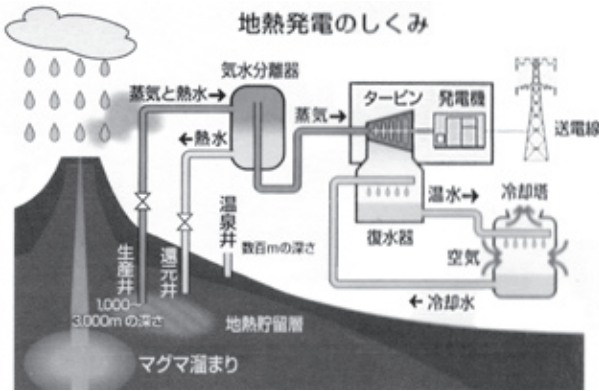 地熱発電のしくみ
気水分離器
蒸気と熱水→
←熱水
蒸気→
タービン
発電機
送電線
温水→
冷却塔
復水器
空気
←冷却水
生産井
還元井
温泉井
数百mの深さ
1,000〜
3,000mの深さ
地熱貯留層
マグマ溜まり